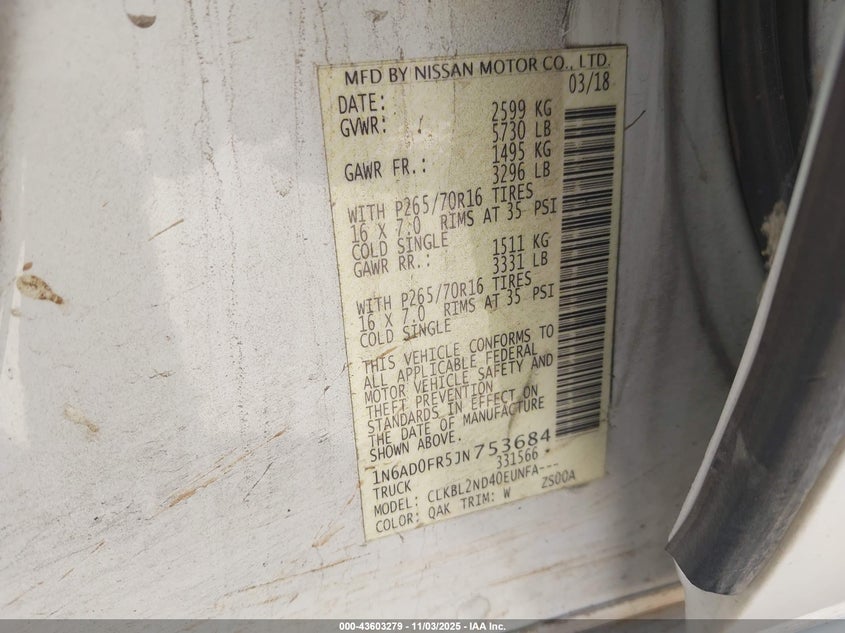 MFD BY NISSAN MOTOR CO., LTD.
DATE: 03/18
GVWR: 2599 KG
5730 LB
GAWR FR.: 1495 KG
3296 LB
WITH P265/70R16 TIRES
16 X 7.0 RIMS AT 35 PSI
COLD SINGLE
GAWR RR.: 1511 KG
3331 LB
WITH P265/70R16 TIRES
16 X 7.0 RIMS AT 35 PSI
COLD SINGLE
THIS VEHICLE CONFORMS TO
ALL APPLICABLE FEDERAL
MOTOR VEHICLE SAFETY AND
THEFT PREVENTION
STANDARDS IN EFFECT ON
THE DATE OF MANUFACTURE
SHOWN ABOVE.
1N6AD0FR5JN753684
TRUCK 331566 *
MODEL: CLKBL2ND40EUNFA---
COLOR: QAK TRIM: W ZS00A
000-43603279 - 11/03/2025 - IAA Inc.